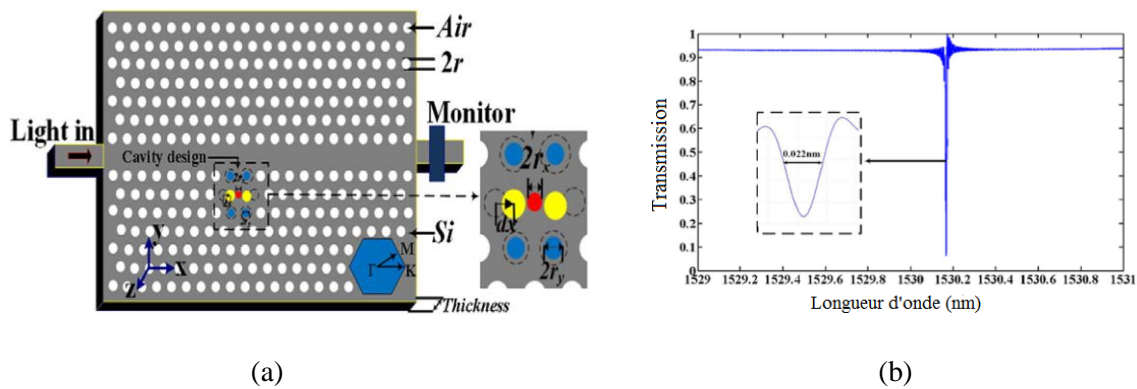 Air
2r
Monitor
Light in
Cavity design
2r_x
dx
Si
2r_y
y
x
z
M
Γ
K
Thickness
(a)
1
0.9
0.8
0.7
0.6
0.5
0.4
0.3
0.2
0.1
0
Transmission
0.022nm
1529 1529.2 1529.4 1529.6 1529.8 1530 1530.2 1530.4 1530.6 1530.8 1531
Longueur d'onde (nm)
(b)